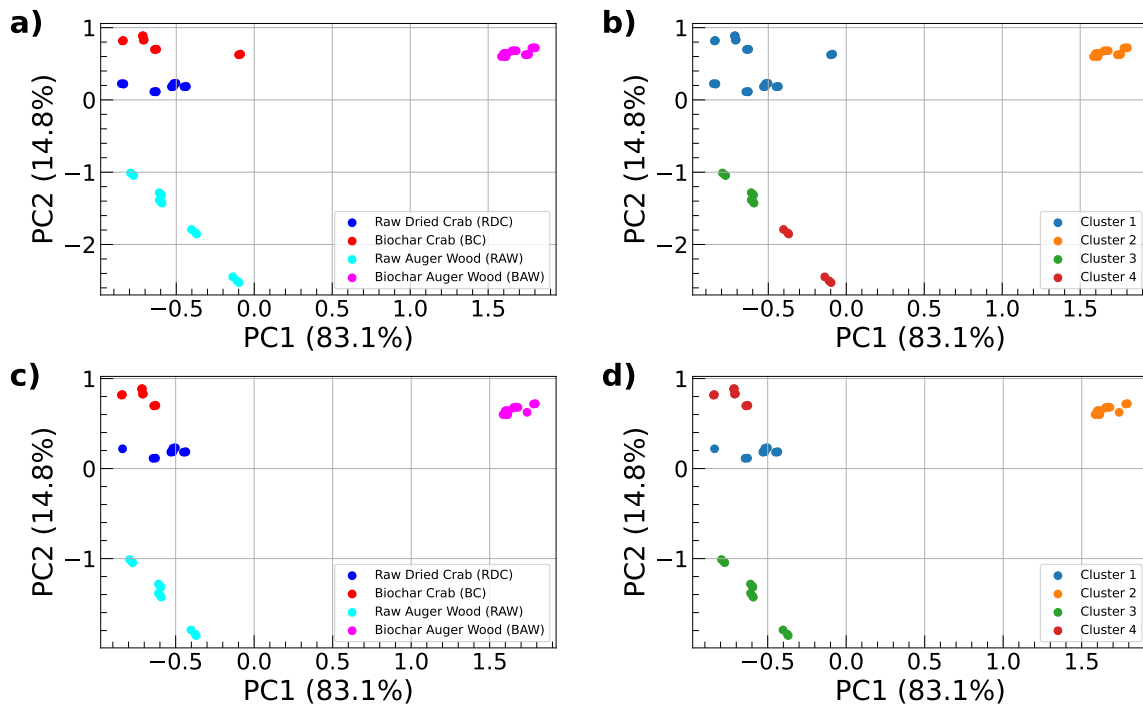 a)
1
0
−1
−2
PC2 (14.8%)
Raw Dried Crab (RDC)
Biochar Crab (BC)
Raw Auger Wood (RAW)
Biochar Auger Wood (BAW)
−0.5
0.0
0.5
1.0
1.5
PC1 (83.1%)
b)
1
0
−1
−2
PC2 (14.8%)
Cluster 1
Cluster 2
Cluster 3
Cluster 4
−0.5
0.0
0.5
1.0
1.5
PC1 (83.1%)
c)
1
0
−1
PC2 (14.8%)
Raw Dried Crab (RDC)
Biochar Crab (BC)
Raw Auger Wood (RAW)
Biochar Auger Wood (BAW)
−0.5
0.0
0.5
1.0
1.5
PC1 (83.1%)
d)
1
0
−1
PC2 (14.8%)
Cluster 1
Cluster 2
Cluster 3
Cluster 4
−0.5
0.0
0.5
1.0
1.5
PC1 (83.1%)